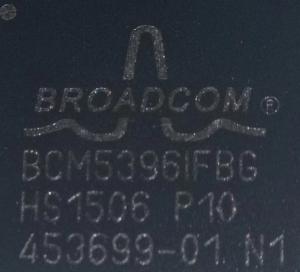 BROADCOM®
BCM5396IFBG
HS1506 P10
453699-01 N1